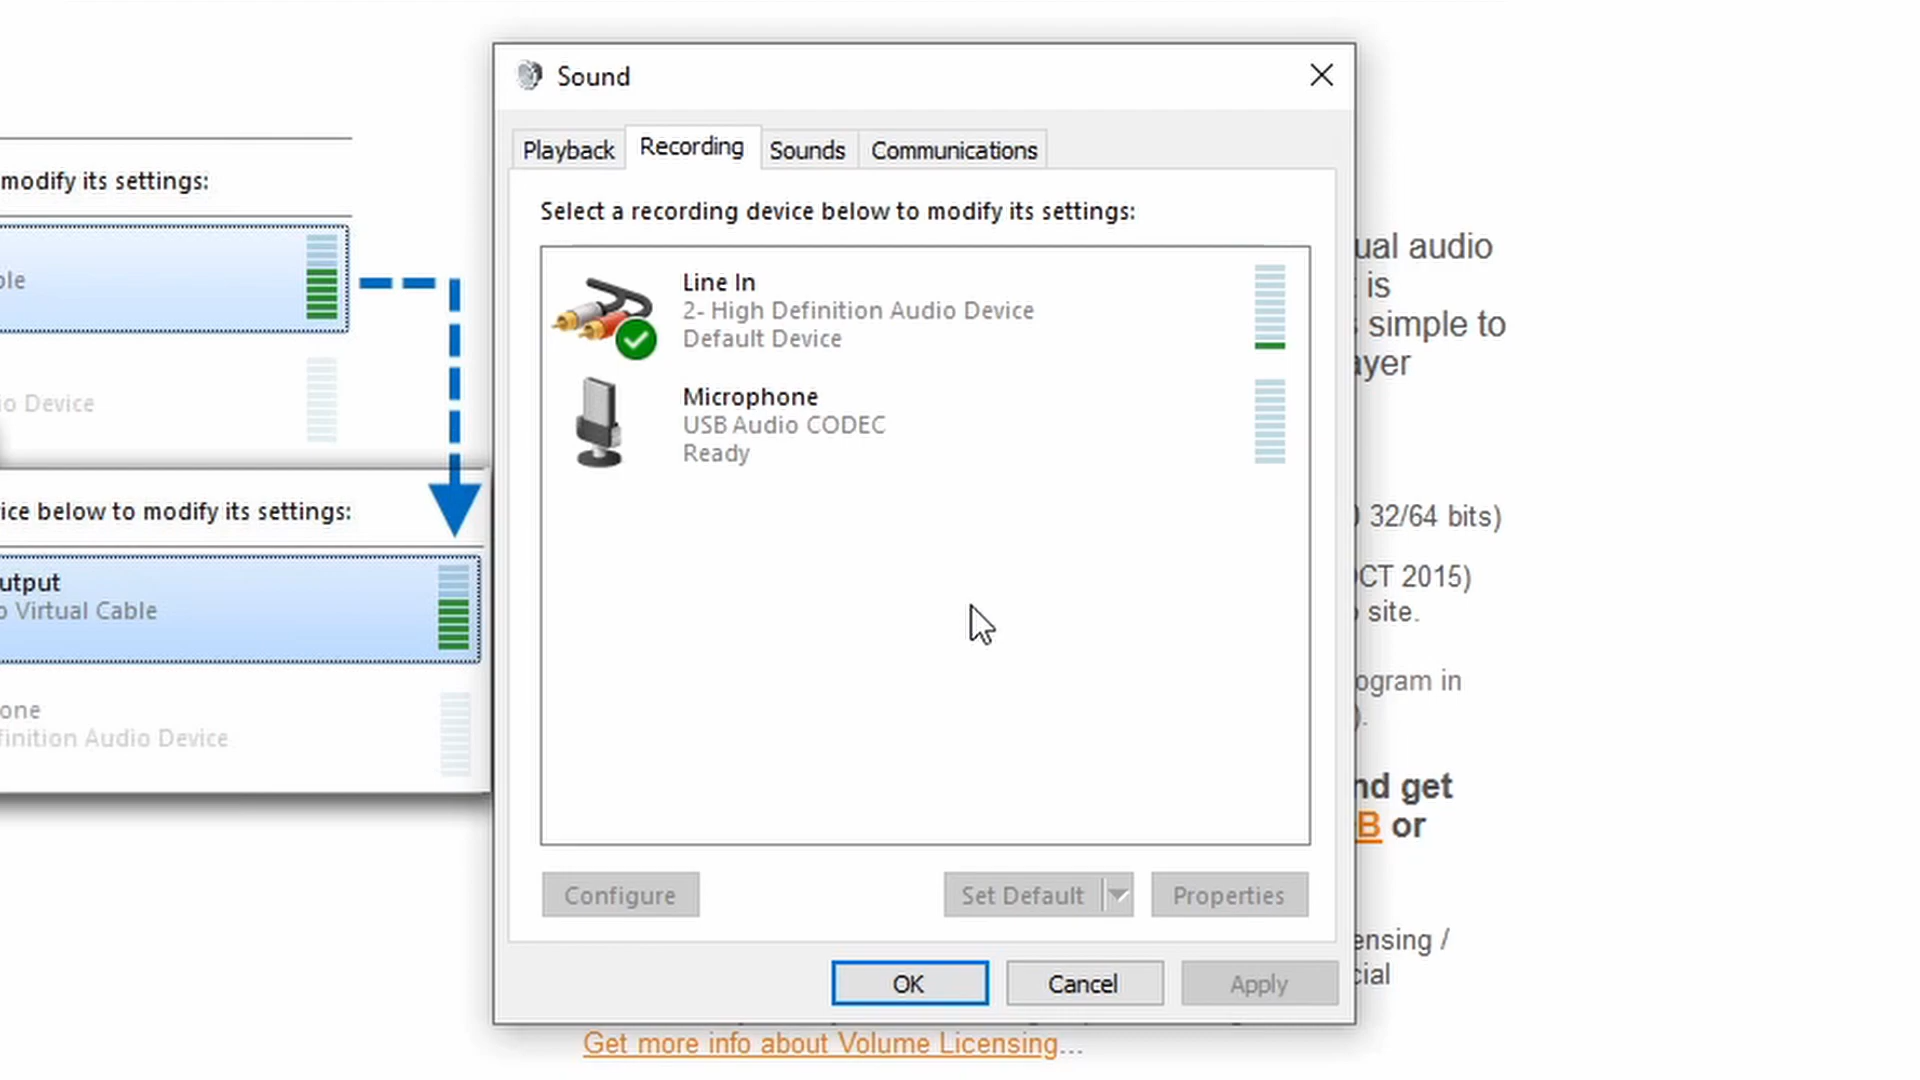 Sound
Playback
Recording
Sounds
Communications
Select a recording device below to modify its settings:
Line In
2- High Definition Audio Device
Default Device
Microphone
USB Audio CODEC
Ready
Configure
Set Default
Properties
OK
Cancel
Apply
modify its settings:
io Device
ice below to modify its settings:
utput
o Virtual Cable
one
finition Audio Device
ual audio
is
simple to
ayer
32/64 bits)
OCT 2015)
site.
ogram in
).
nd get
B or
ensing /
cial
Get more info about Volume Licensing...